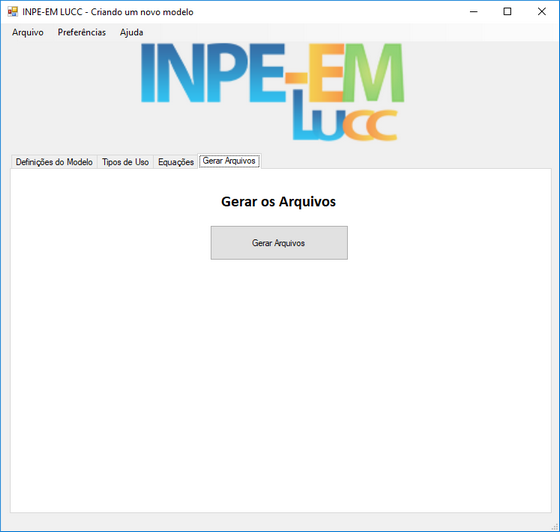 INPE-EM LUCC - Criando um novo modelo
Arquivo Preferências Ajuda
INPE-EM
LUCC
Definições do Modelo Tipos de Uso Equações Gerar Arquivos
Gerar os Arquivos
Gerar Arquivos